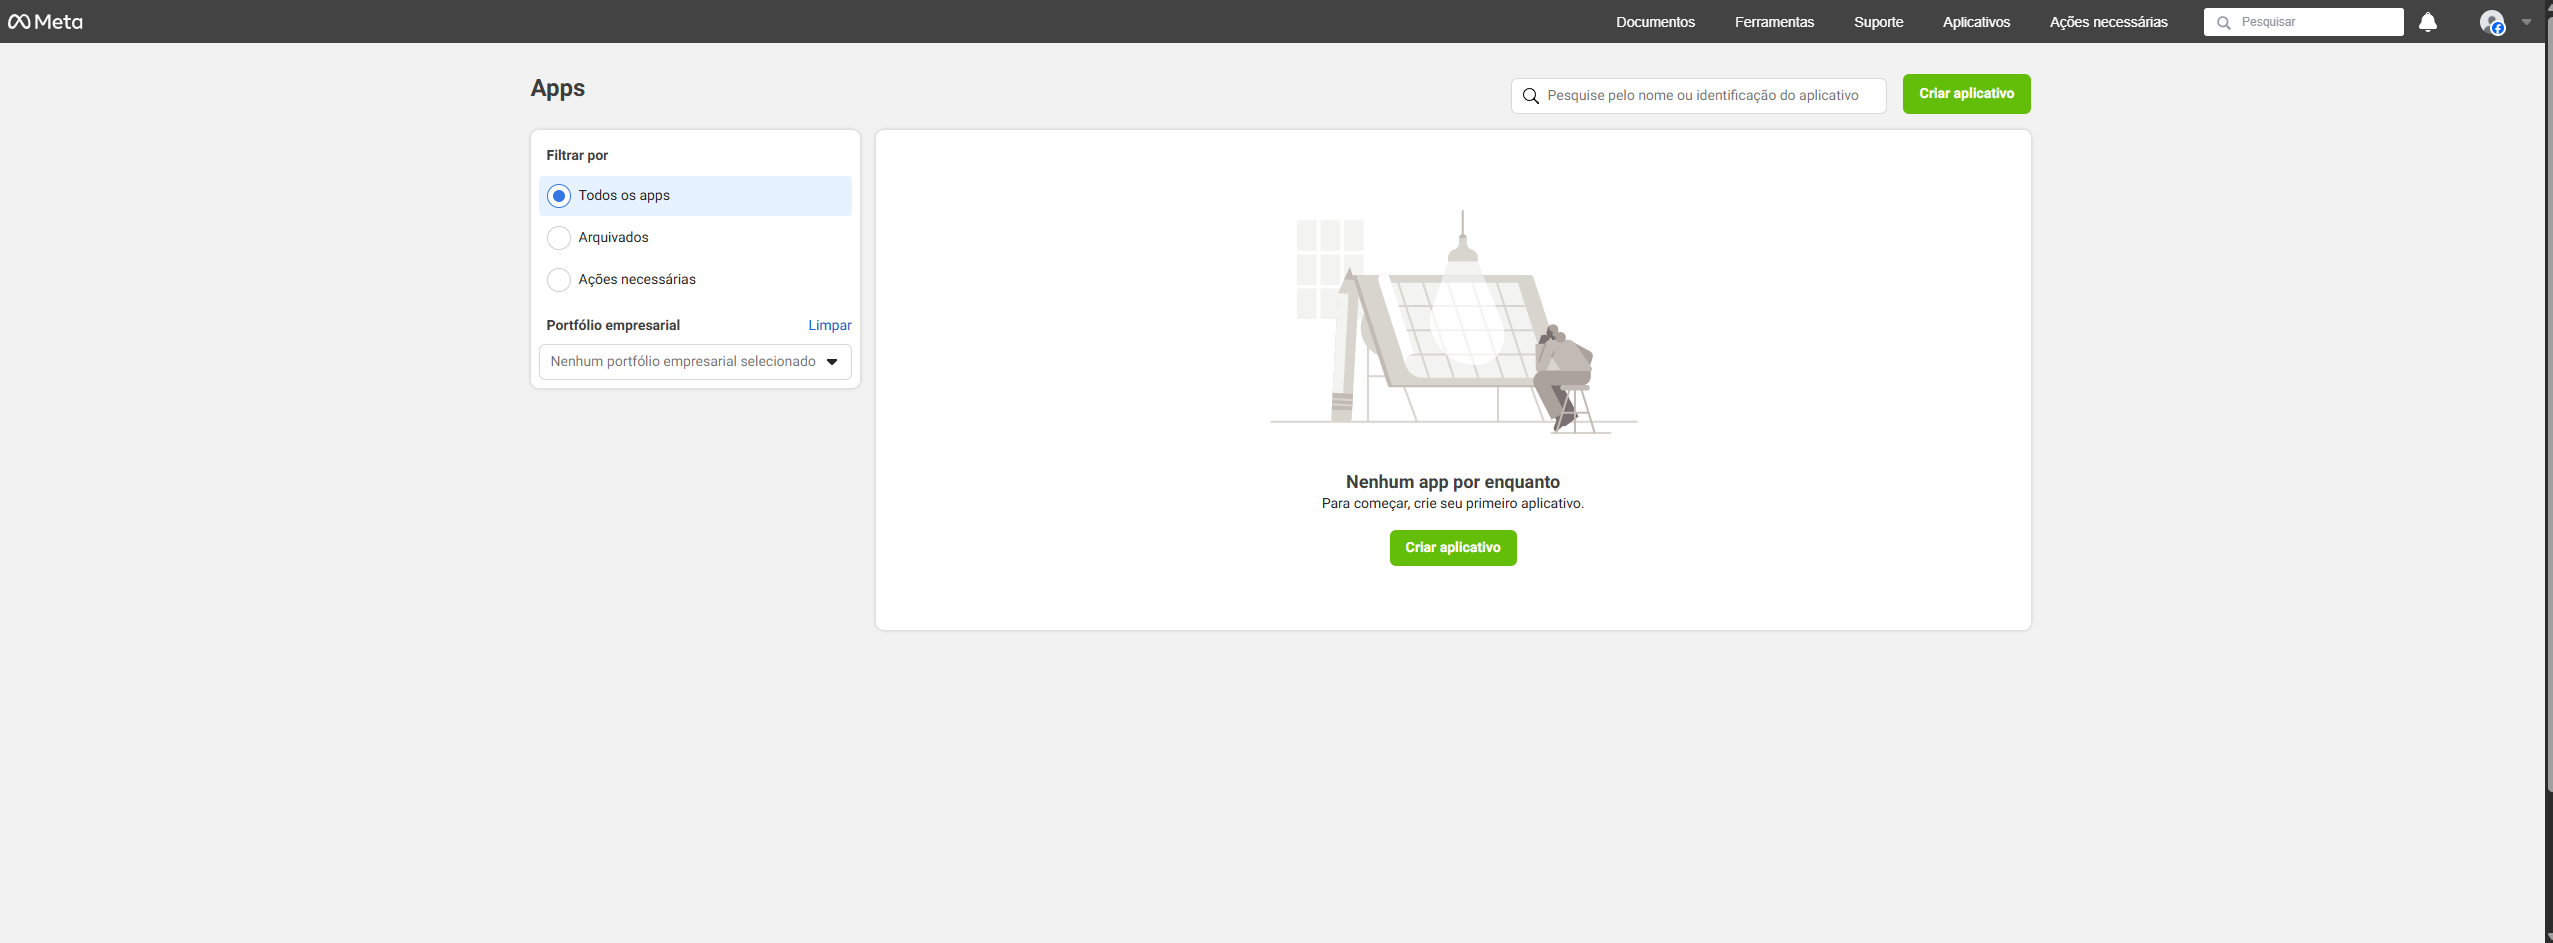 Meta
Documentos
Ferramentas
Suporte
Aplicativos
Ações necessárias
Pesquisar
Apps
Pesquise pelo nome ou identificação do aplicativo
Criar aplicativo
Filtrar por
Todos os apps
Arquivados
Ações necessárias
Portfólio empresarial
Limpar
Nenhum portfólio empresarial selecionado
Nenhum app por enquanto
Para começar, crie seu primeiro aplicativo.
Criar aplicativo